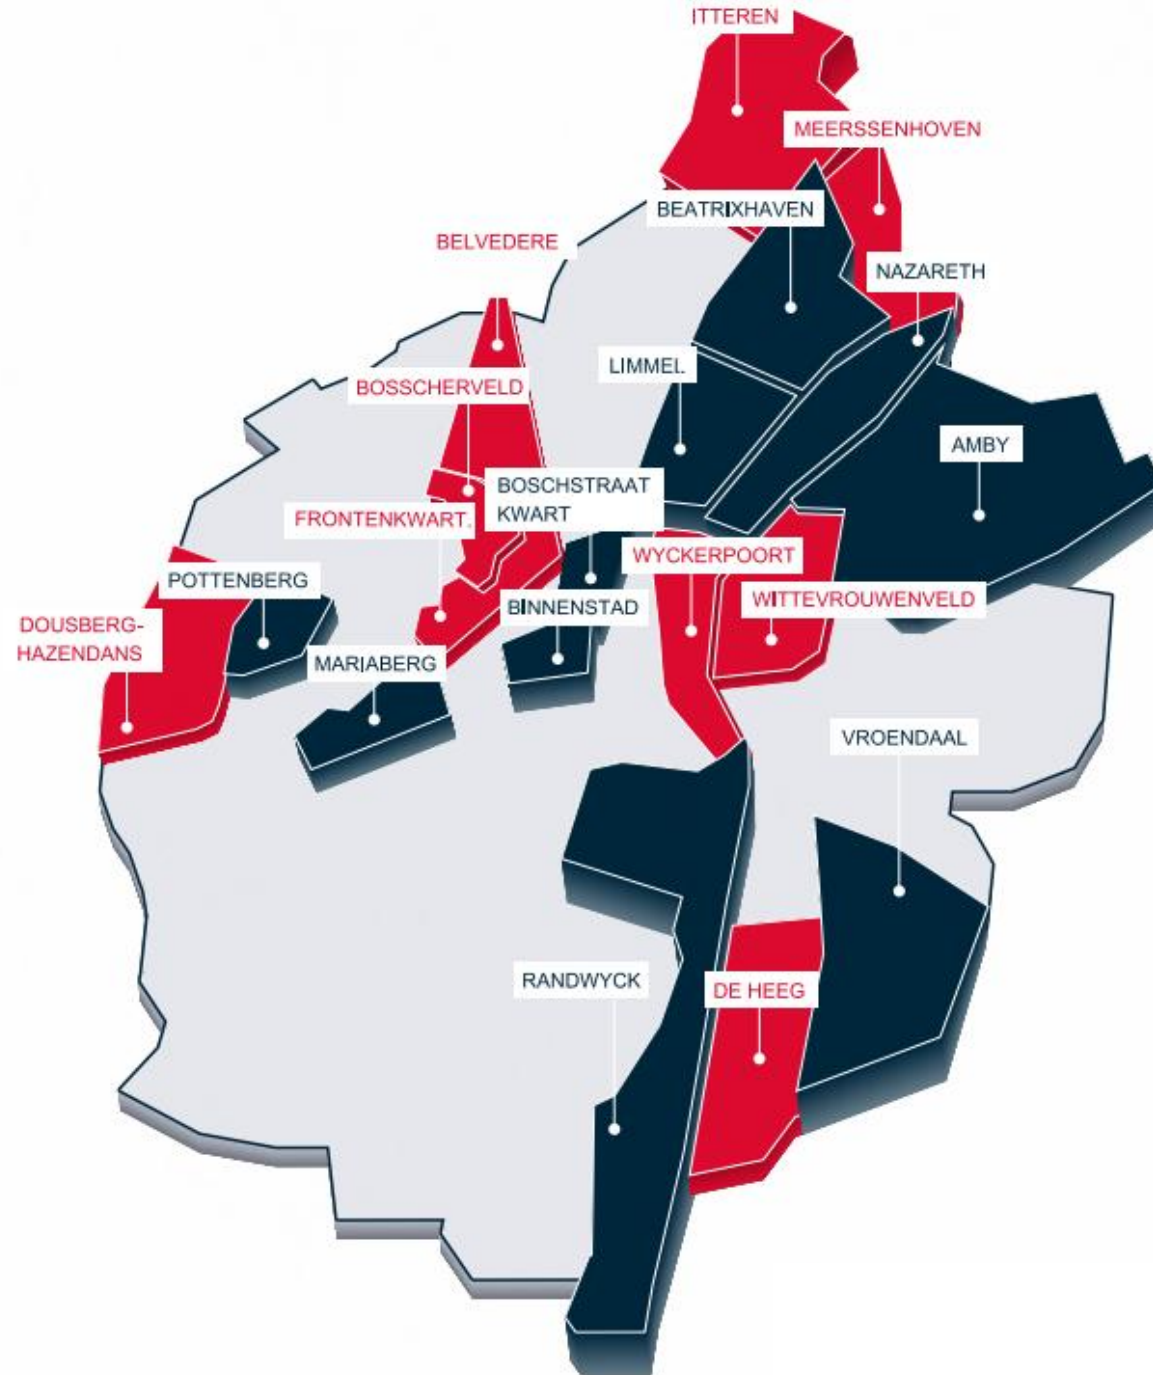 ITTEREN
MEERSSENHOVEN
BEATRIXHAVEN
BELVEDERE
NAZARETH
LIMMEL
BOSSCHERVELD
AMBY
BOSCHSTRAAT
KWART
FRONTENKWART.
WYCKERPOORT
POTTENBERG
WITTEVROUWENVELD
BINNENSTAD
DOUSBERG-
HAZENDANS
MARIABERG
VROENDAAL
RANDWYCK
DE HEEG